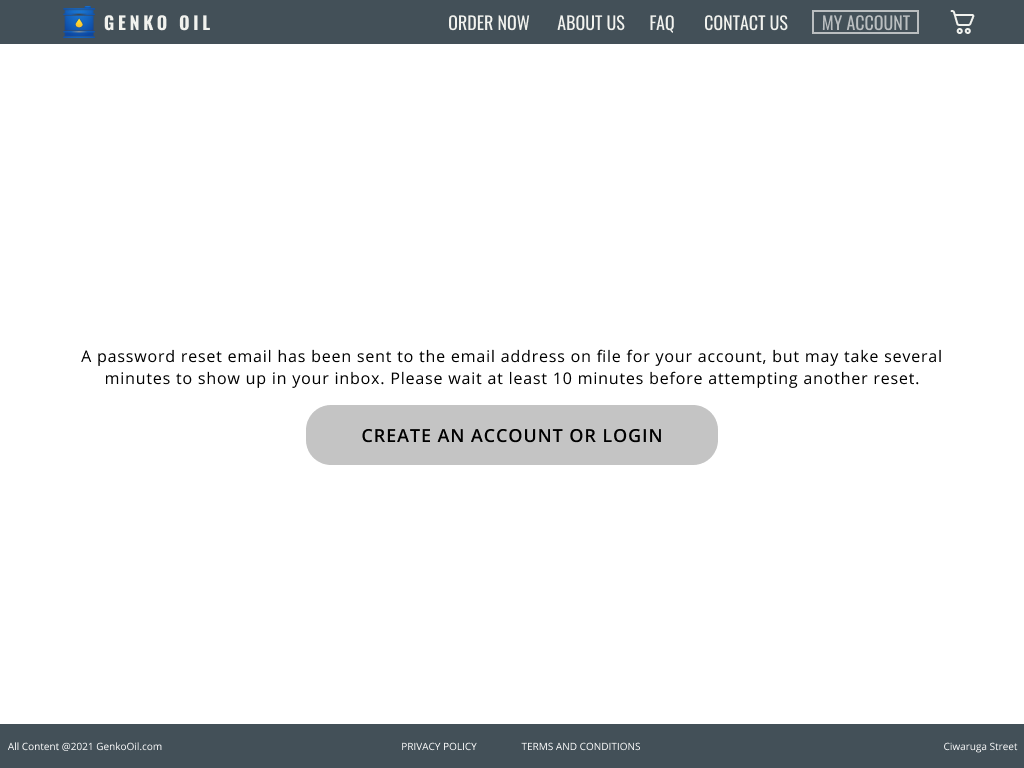 GENKO OIL
ORDER NOW
ABOUT US
FAQ
CONTACT US
MY ACCOUNT
A password reset email has been sent to the email address on file for your account, but may take several
minutes to show up in your inbox. Please wait at least 10 minutes before attempting another reset.
CREATE AN ACCOUNT OR LOGIN
All Content @2021 GenkoOil.com
PRIVACY POLICY
TERMS AND CONDITIONS
Ciwaruga Street